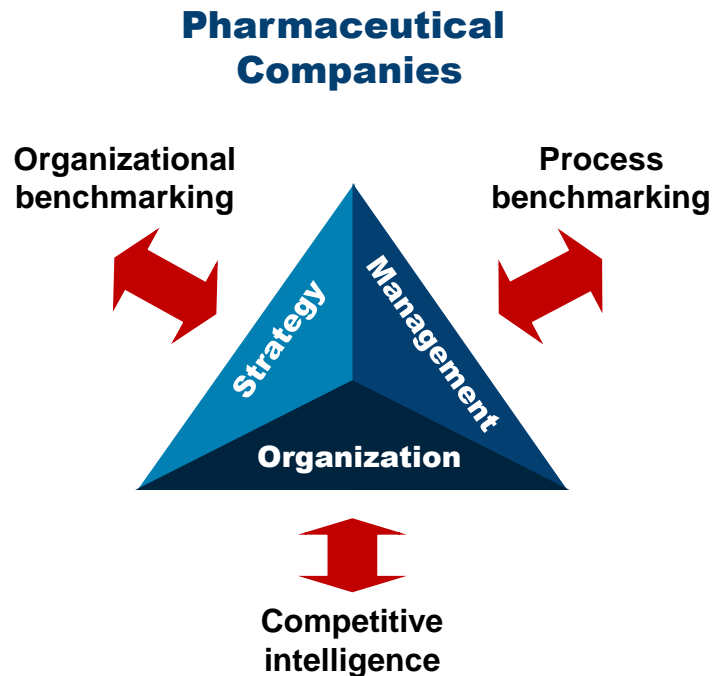 Pharmaceutical
Companies
Organizational
benchmarking
Process
benchmarking
Strategy
Management
Organization
Competitive
intelligence